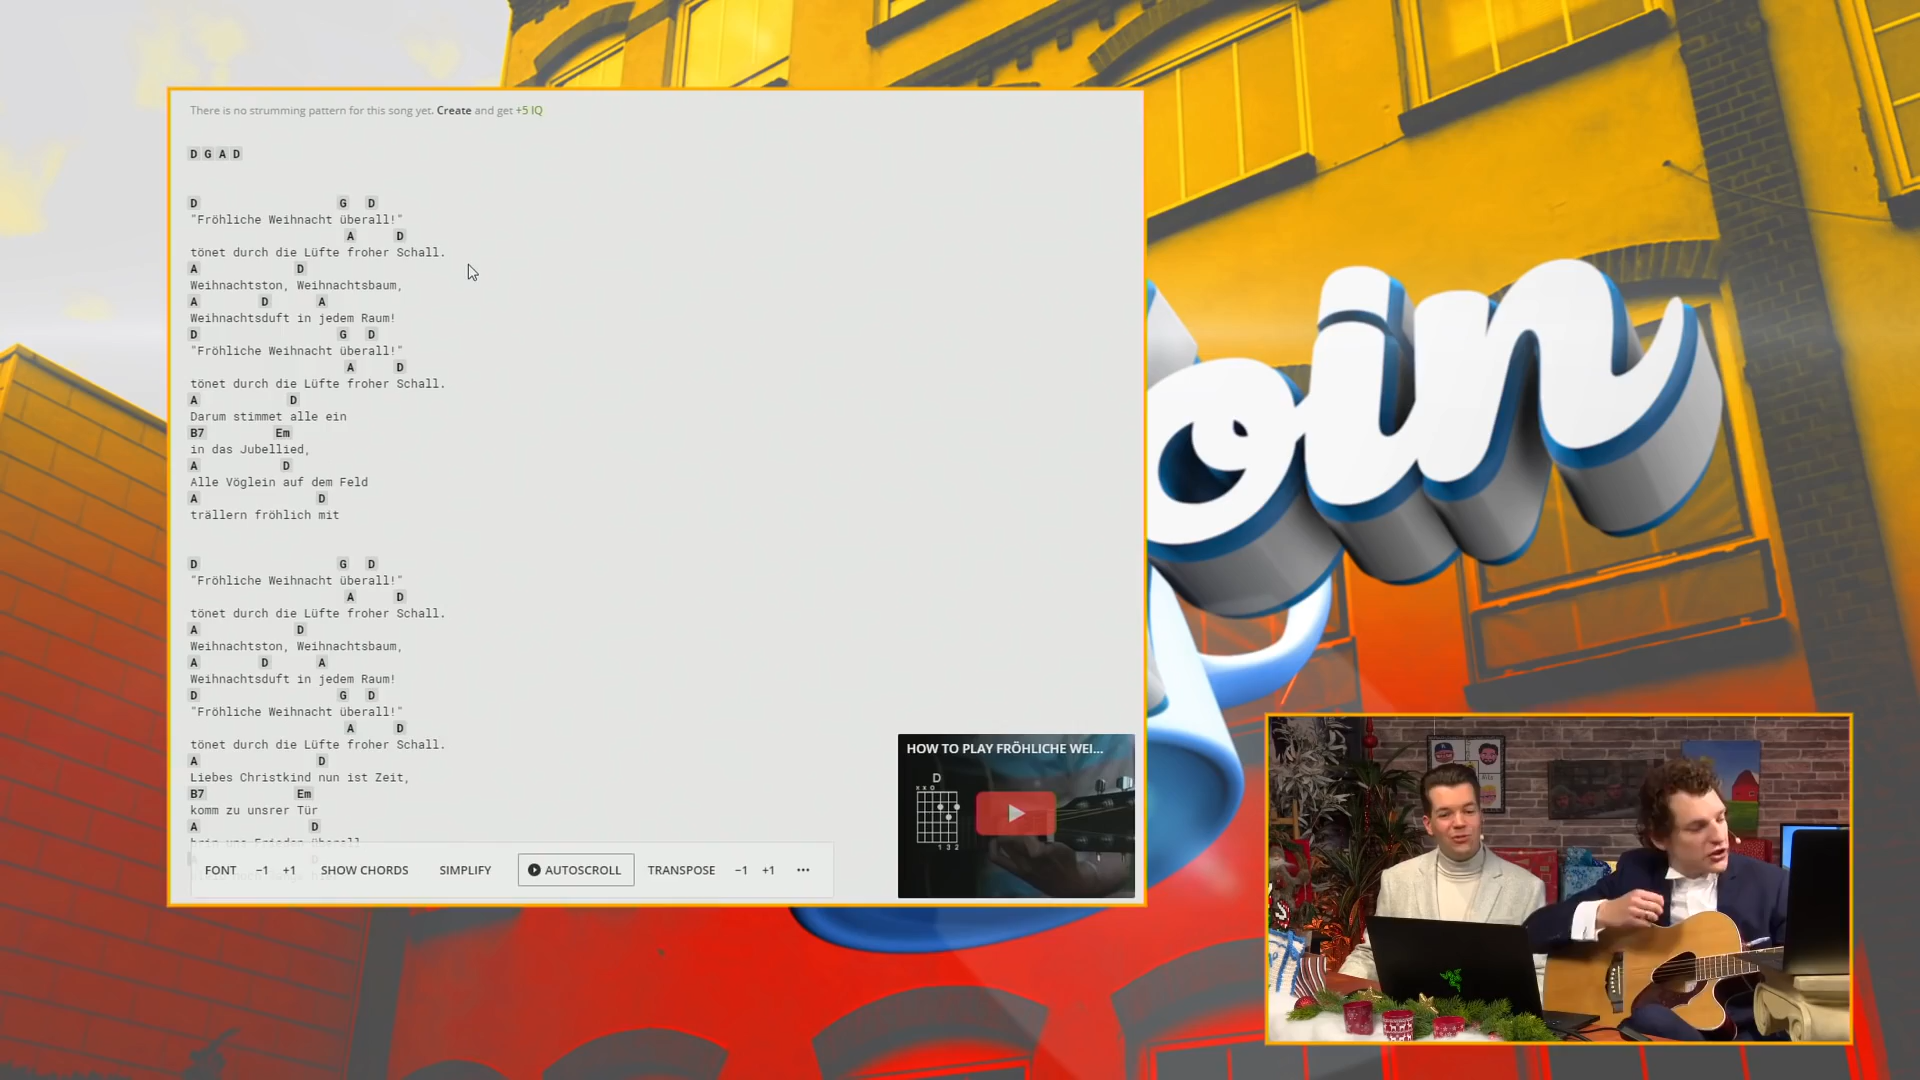 There is no strumming pattern for this song yet. Create and get +5 IQ
D G A D
D G D
"Fröhliche Weihnacht überall!"
A D
tönet durch die Lüfte froher Schall.
A D
Weihnachtston, Weihnachtsbaum,
A D A
Weihnachtsduft in jedem Raum!
D G D
"Fröhliche Weihnacht überall!"
A D
tönet durch die Lüfte froher Schall.
A D
Darum stimmet alle ein
B7 Em
in das Jubellied,
A D
Alle Vöglein auf dem Feld
A D
trällern fröhlich mit
D G D
"Fröhliche Weihnacht überall!"
A D
tönet durch die Lüfte froher Schall.
A D
Weihnachtston, Weihnachtsbaum,
A D A
Weihnachtsduft in jedem Raum!
D G D
"Fröhliche Weihnacht überall!"
A D
tönet durch die Lüfte froher Schall.
A D
Liebes Christkind nun ist Zeit,
B7 Em
komm zu unsrer Tür
A D
FONT −1 +1 SHOW CHORDS SIMPLIFY AUTOSCROLL TRANSPOSE −1 +1 •••
HOW TO PLAY FRÖHLICHE WEI...
D
x x o
1 3 2
oin